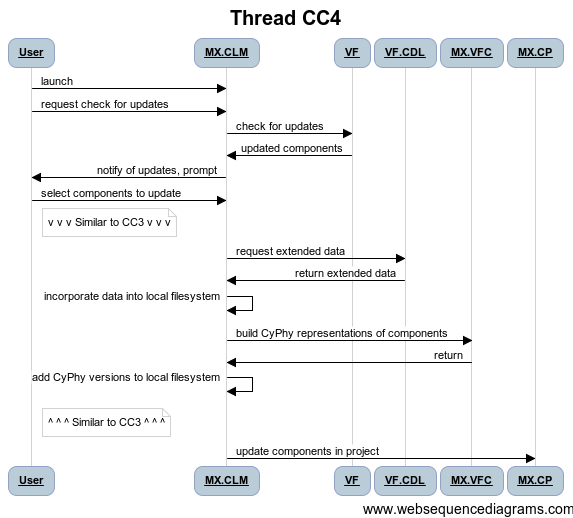 Thread CC4
User MX.CLM VF VF.CDL MX.VFC MX.CP
launch
request check for updates
check for updates
updated components
notify of updates, prompt
select components to update
v v v Similar to CC3 v v v
request extended data
return extended data
incorporate data into local filesystem
build CyPhy representations of components
return
add CyPhy versions to local filesystem
^ ^ ^ Similar to CC3 ^ ^ ^
update components in project
User MX.CLM VF VF.CDL MX.VFC MX.CP
www.websequencediagrams.com